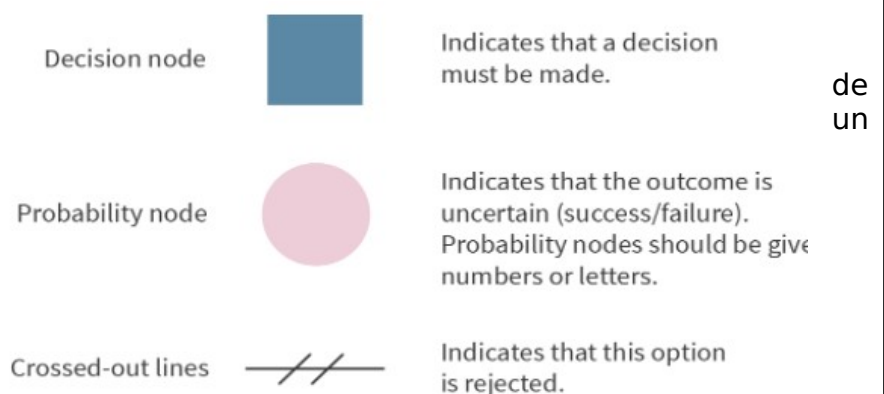 Decision node
Indicates that a decision
must be made.
de
un
Probability node
Indicates that the outcome is
uncertain (success/failure).
Probability nodes should be give
numbers or letters.
Crossed-out lines
Indicates that this option
is rejected.